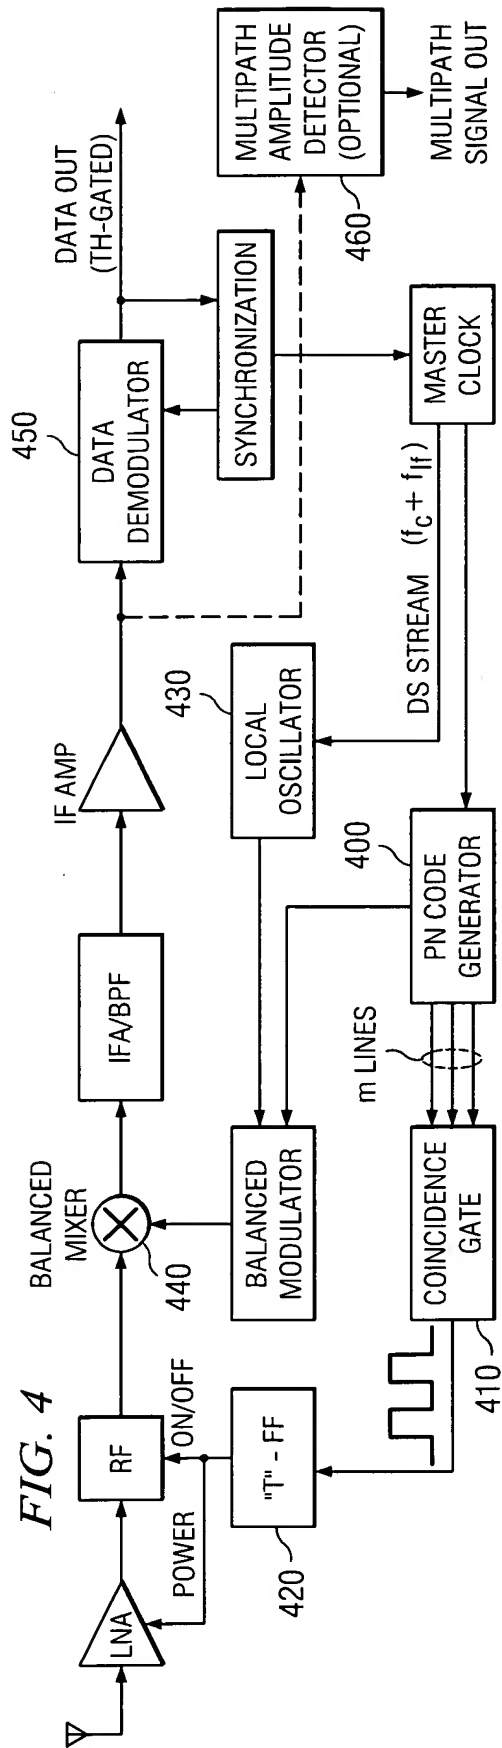 FIG. 4
LNA
POWER
RF
ON/OFF
"T" - FF
420
BALANCED
MIXER
440
IFA/BPF
IF AMP
450
DATA
DEMODULATOR
DATA OUT
(TH-GATED)
SYNCHRONIZATION
MULTIPATH
AMPLITUDE
DETECTOR
(OPTIONAL)
460
MULTIPATH
SIGNAL OUT
BALANCED
MODULATOR
LOCAL
OSCILLATOR
430
DS STREAM (fc + fIf)
MASTER
CLOCK
COINCIDENCE
GATE
410
m LINES
PN CODE
GENERATOR
400